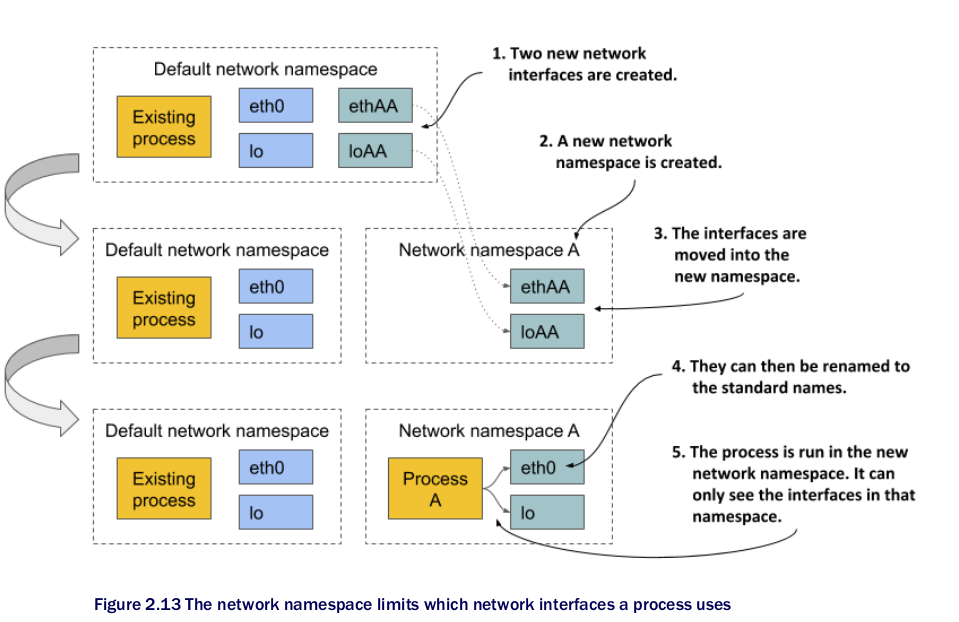 Default network namespace
Existing
process
eth0
ethAA
lo
loAA
1. Two new network
interfaces are created.
2. A new network
namespace is created.
Default network namespace
Existing
process
eth0
lo
Network namespace A
ethAA
loAA
3. The interfaces are
moved into the
new namespace.
4. They can then be renamed to
the standard names.
Default network namespace
Existing
process
eth0
lo
Network namespace A
Process
A
eth0
lo
5. The process is run in the new
network namespace. It can
only see the interfaces in that
namespace.
Figure 2.13 The network namespace limits which network interfaces a process uses